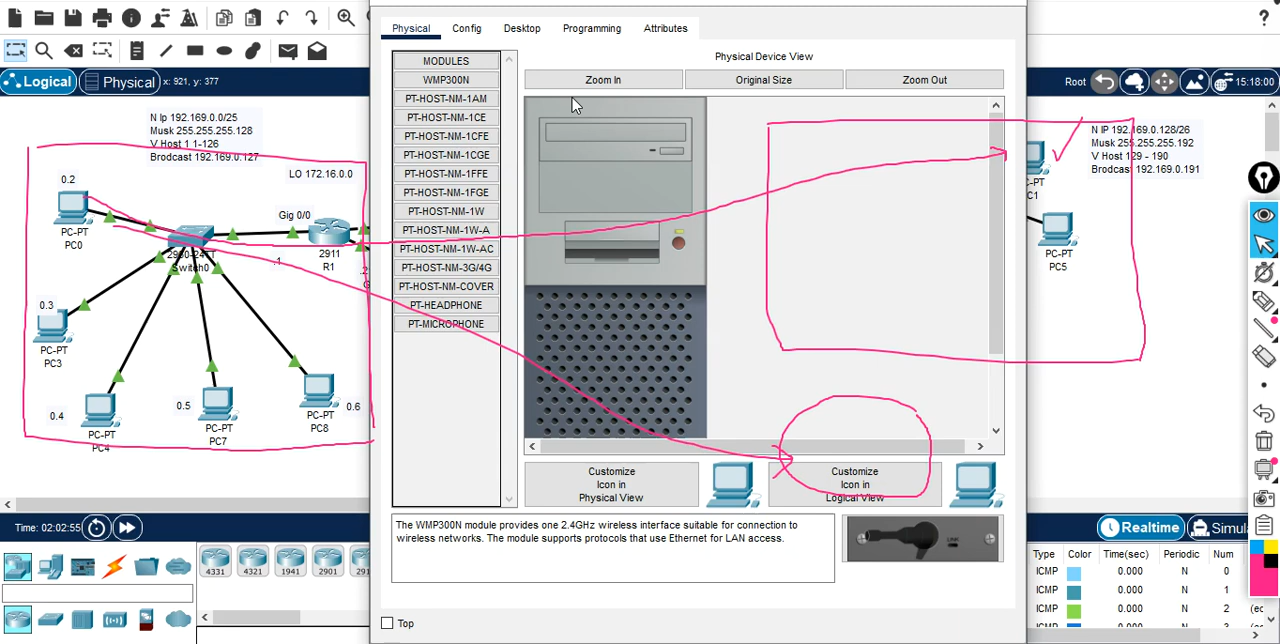 Physical
Config
Desktop
Programming
Attributes
?
Logical
Physical
x: 921, y: 377
Root
15:18:00
MODULES
WMP300N
PT-HOST-NM-1AM
PT-HOST-NM-1CE
PT-HOST-NM-1CFE
PT-HOST-NM-1CGE
PT-HOST-NM-1FFE
PT-HOST-NM-1FGE
PT-HOST-NM-1W
PT-HOST-NM-1W-A
PT-HOST-NM-1W-AC
PT-HOST-NM-3G/4G
PT-HOST-NM-COVER
PT-HEADPHONE
PT-MICROPHONE
Physical Device View
Zoom In
Original Size
Zoom Out
N Ip 192.169.0.0/25
Musk 255.255.255.128
V Host 1 1-126
Brodcast 192.169.0.127
LO 172.16.0.0
0.2
PC-PT
PC0
Gig 0/0
2911
R1
.1
.2
G
Switch0
0.3
PC-PT
PC3
0.4
PC-PT
PC4
0.5
PC-PT
PC7
0.6
PC-PT
PC8
N IP 192.169.0.128/26
Musk 255.255.255.192
V Host 129 - 190
Brodcast 192.169.0.191
C-PT
C1
PC-PT
PC5
Customize
Icon in
Physical View
Customize
Icon in
Logical View
The WMP300N module provides one 2.4GHz wireless interface suitable for connection to
wireless networks. The module supports protocols that use Ethernet for LAN access.
LINK
Top
Time: 02:02:55
Realtime
Simul
4331
4321
1941
2901
291
Type Color Time(sec) Periodic Num
ICMP 0.000 N 0
ICMP 0.000 N 1
ICMP 0.000 N 2 (ec